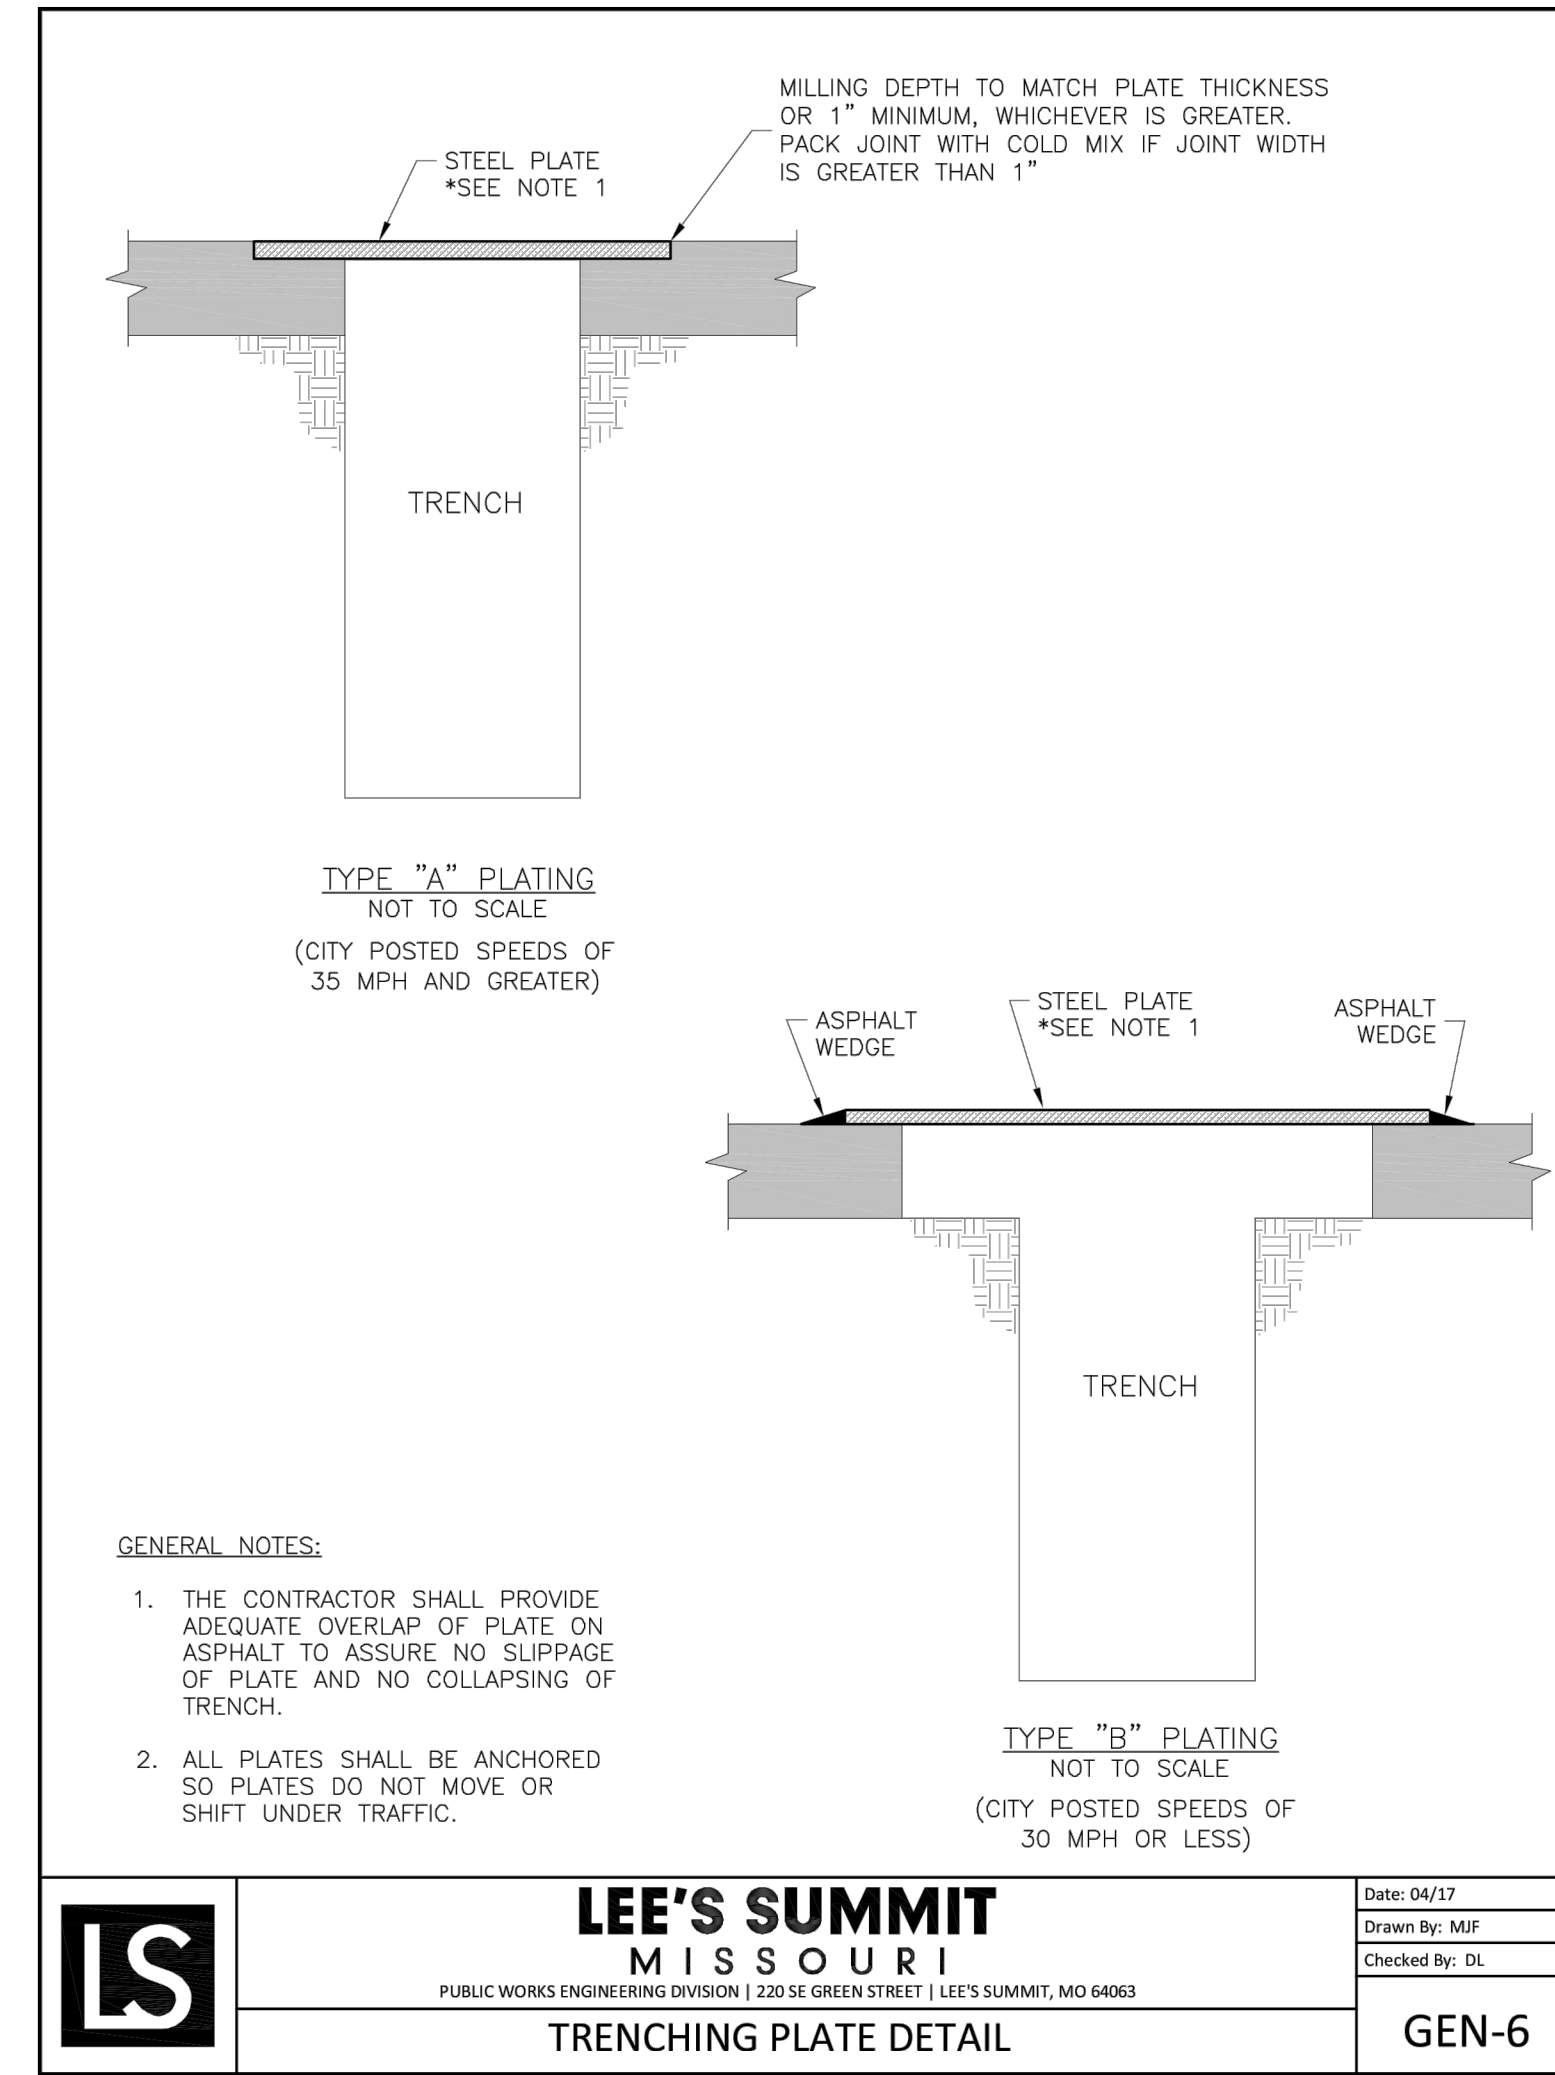 MILLING DEPTH TO MATCH PLATE THICKNESS
OR 1" MINIMUM, WHICHEVER IS GREATER.
PACK JOINT WITH COLD MIX IF JOINT WIDTH
IS GREATER THAN 1"
STEEL PLATE
*SEE NOTE 1
TRENCH
TYPE "A" PLATING
NOT TO SCALE
(CITY POSTED SPEEDS OF
35 MPH AND GREATER)
ASPHALT
WEDGE
STEEL PLATE
*SEE NOTE 1
ASPHALT
WEDGE
TRENCH
TYPE "B" PLATING
NOT TO SCALE
(CITY POSTED SPEEDS OF
30 MPH OR LESS)
GENERAL NOTES:
1. THE CONTRACTOR SHALL PROVIDE
ADEQUATE OVERLAP OF PLATE ON
ASPHALT TO ASSURE NO SLIPPAGE
OF PLATE AND NO COLLAPSING OF
TRENCH.
2. ALL PLATES SHALL BE ANCHORED
SO PLATES DO NOT MOVE OR
SHIFT UNDER TRAFFIC.
LS
LEE'S SUMMIT
MISSOURI
PUBLIC WORKS ENGINEERING DIVISION | 220 SE GREEN STREET | LEE'S SUMMIT, MO 64063
TRENCHING PLATE DETAIL
Date: 04/17
Drawn By: MJF
Checked By: DL
GEN-6